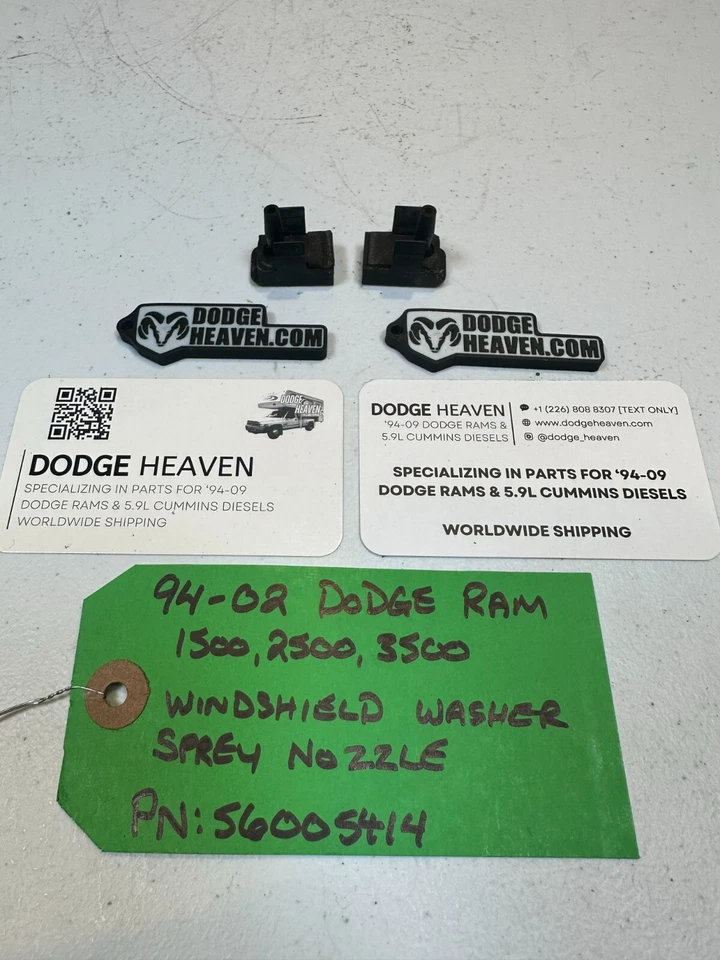 DODGE
HEAVEN.COM
DODGE
HEAVEN.COM
DODGE
HEAVEN
DODGE HEAVEN
SPECIALIZING IN PARTS FOR ‘94-09
DODGE RAMS & 5.9L CUMMINS DIESELS
WORLDWIDE SHIPPING
DODGE HEAVEN
‘94-09 DODGE RAMS &
5.9L CUMMINS DIESELS
+1 (226) 808 8307 [TEXT ONLY]
www.dodgeheaven.com
@dodge_heaven
SPECIALIZING IN PARTS FOR ‘94-09
DODGE RAMS & 5.9L CUMMINS DIESELS
WORLDWIDE SHIPPING
94-02 DODGE RAM
1500, 2500, 3500
WINDSHIELD WASHER
SPREY NOZZLE
PN: 56005414